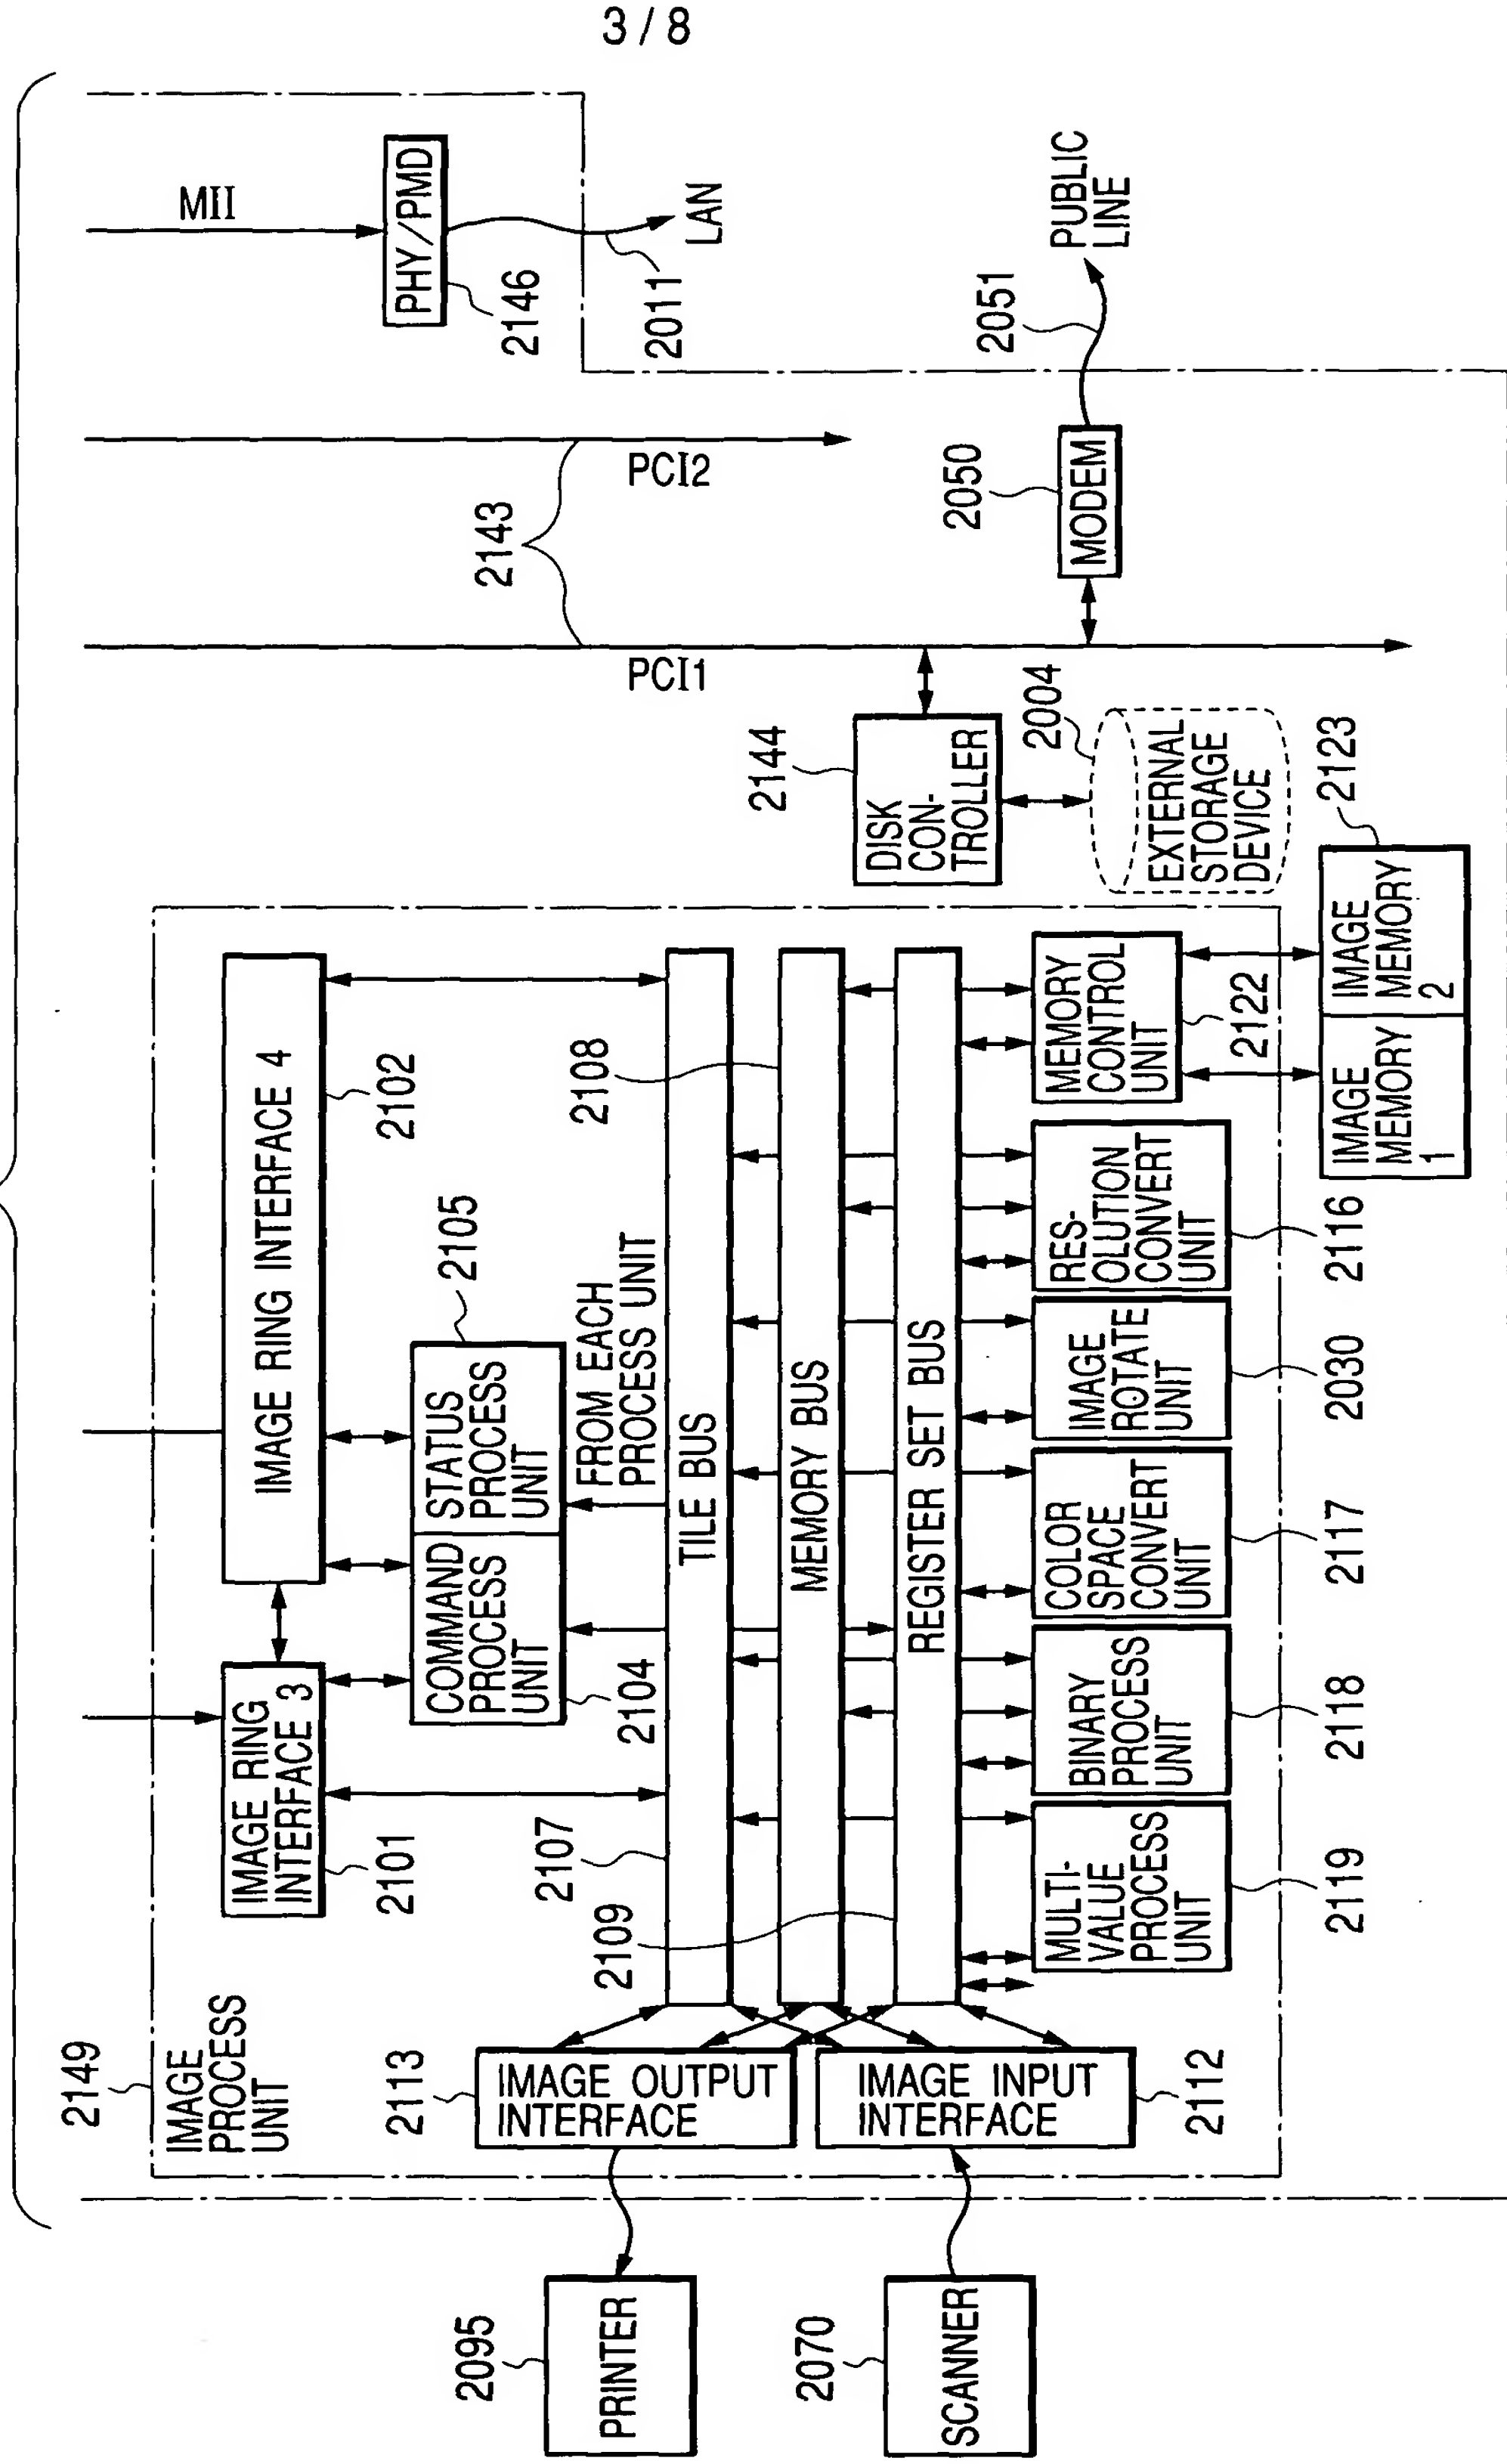 3 / 8
2149
IMAGE
PROCESS
UNIT
IMAGE RING
INTERFACE 3
2101
IMAGE RING INTERFACE 4
2102
COMMAND
PROCESS
UNIT
2104
STATUS
PROCESS
UNIT
2105
FROM EACH
PROCESS UNIT
2107
TILE BUS
2108
MEMORY BUS
2109
REGISTER SET BUS
2113
IMAGE OUTPUT
INTERFACE
IMAGE INPUT
INTERFACE
2112
2095
PRINTER
2070
SCANNER
MULTI-
VALUE
PROCESS
UNIT
2119
BINARY
PROCESS
UNIT
2118
COLOR
SPACE
CONVERT
UNIT
2117
IMAGE
ROTATE
UNIT
2030
RES-
OLUTION
CONVERT
UNIT
2116
MEMORY
CONTROL
UNIT
2122
IMAGE
MEMORY
1
IMAGE
MEMORY
2
2123
2144
DISK
CON-
TROLLER
2004
EXTERNAL
STORAGE
DEVICE
PCI1
2143
PCI2
2050
MODEM
2051
PUBLIC
LINE
MII
PHY/PMD
2146
2011
LAN